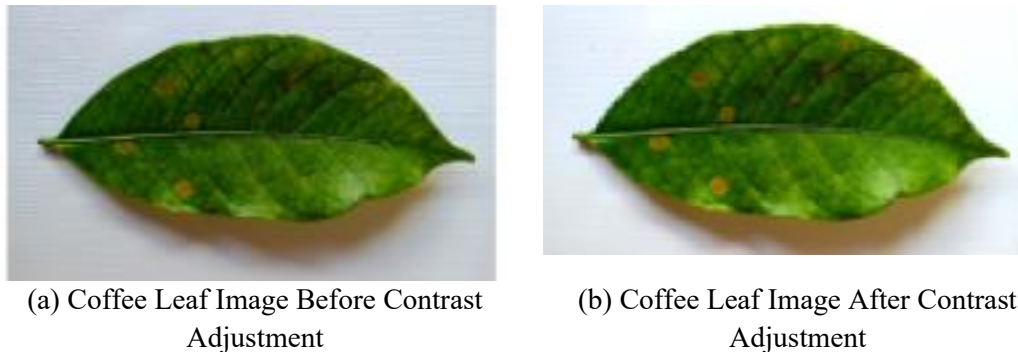 (a) Coffee Leaf Image Before Contrast
Adjustment
(b) Coffee Leaf Image After Contrast
Adjustment